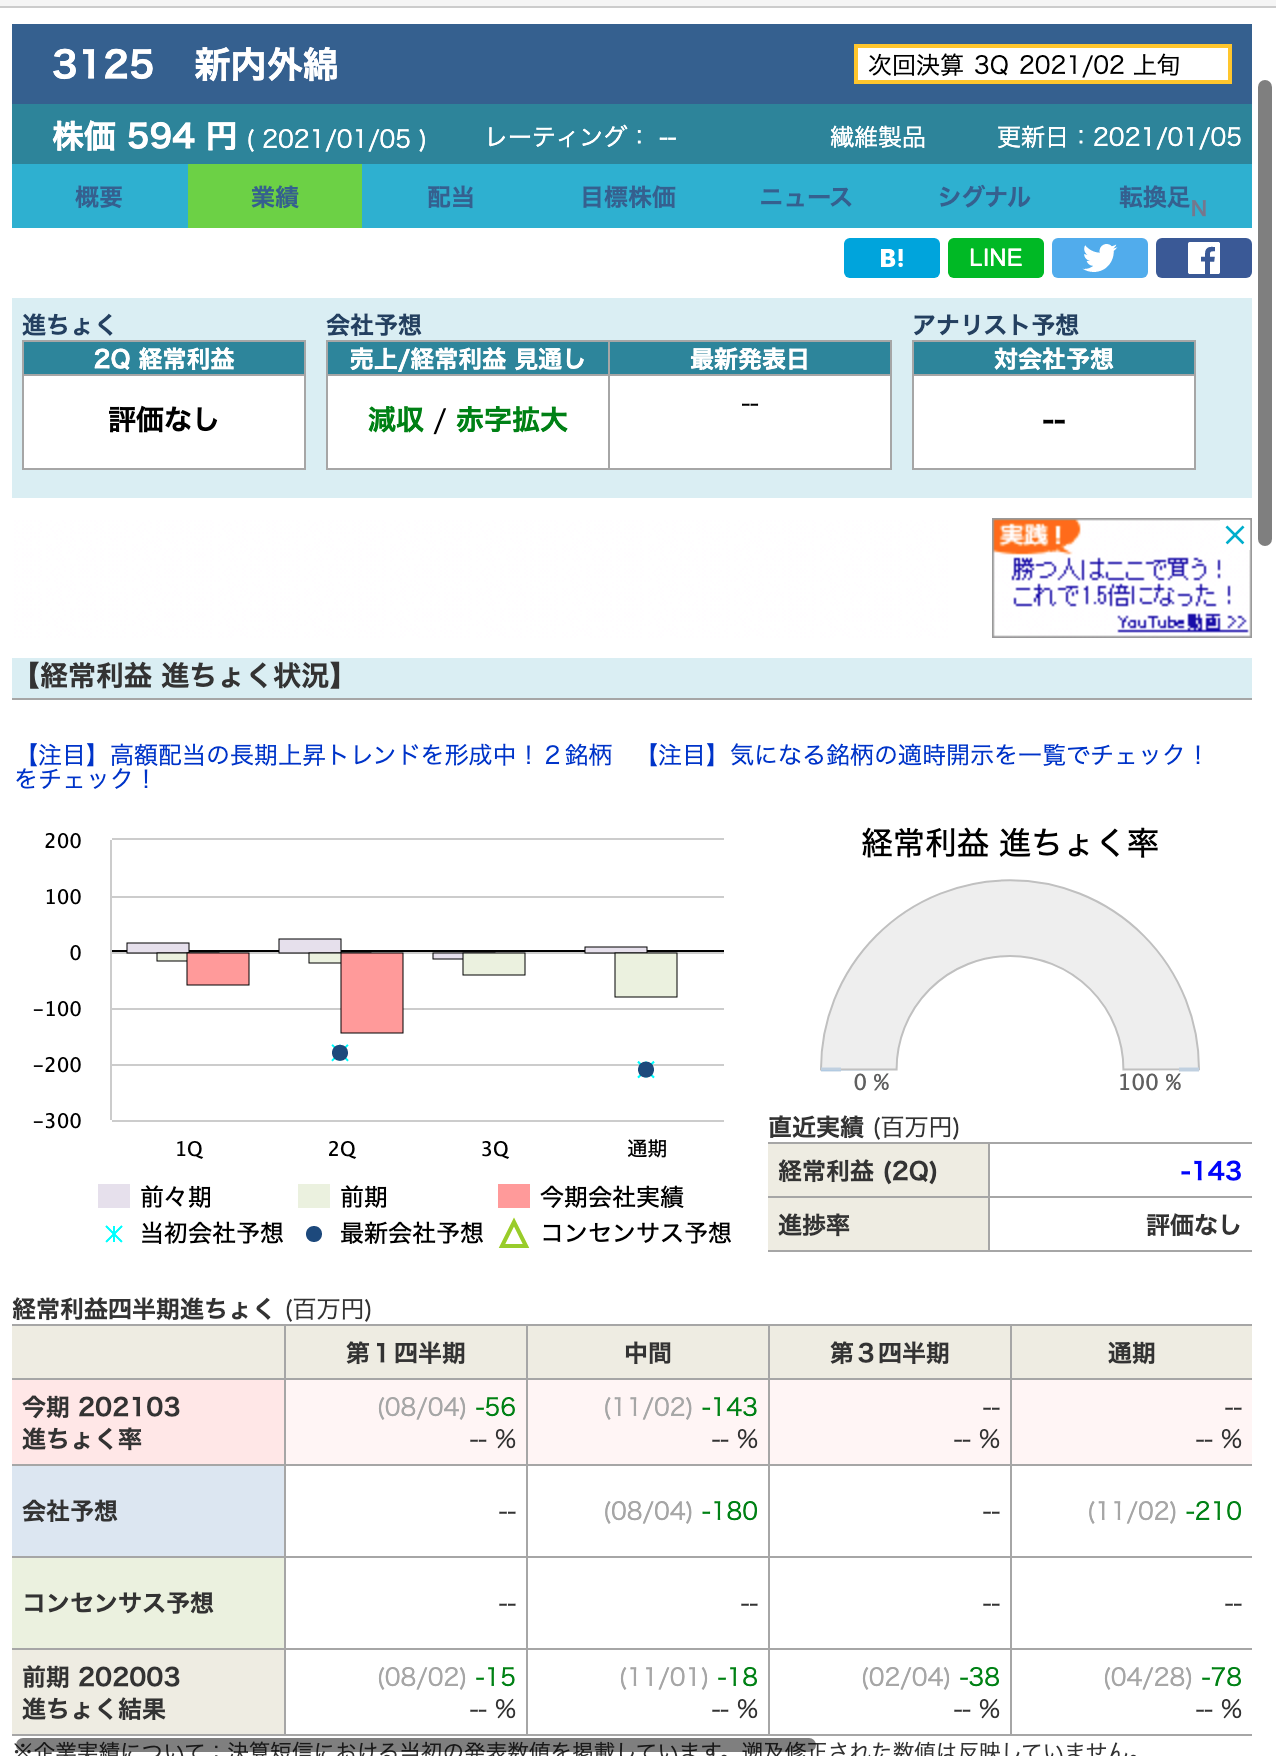 3125 新内外綿
次回決算 3Q 2021/02 上旬
株価 594 円 ( 2021/01/05 ) レーティング： -- 繊維製品 更新日：2021/01/05
概要 業績 配当 目標株価 ニュース シグナル 転換足N
B! LINE
進ちょく 会社予想 アナリスト予想
2Q 経常利益 売上/経常利益 見通し 最新発表日 対会社予想
評価なし 減収 / 赤字拡大 -- --
実践！
勝つ人はここで買う！
これで1.5倍になった！
YouTube動画 >>
【経常利益 進ちょく状況】
【注目】高額配当の長期上昇トレンドを形成中！２銘柄 【注目】気になる銘柄の適時開示を一覧でチェック！
をチェック！
200
100
0
-100
-200
-300
1Q 2Q 3Q 通期
前々期 前期 今期会社実績
当初会社予想 最新会社予想 コンセンサス予想
経常利益 進ちょく率
0 % 100 %
直近実績 (百万円)
経常利益 (2Q) -143
進捗率 評価なし
経常利益四半期進ちょく (百万円)
第１四半期 中間 第３四半期 通期
今期 202103 (08/04) -56 (11/02) -143 -- --
進ちょく率 -- % -- % -- % -- %
会社予想 -- (08/04) -180 -- (11/02) -210
コンセンサス予想 -- -- -- --
前期 202003 (08/02) -15 (11/01) -18 (02/04) -38 (04/28) -78
進ちょく結果 -- % -- % -- % -- %
※企業実績について：決算短信における当初の発表数値を掲載しています。遡及修正された数値は反映していません。